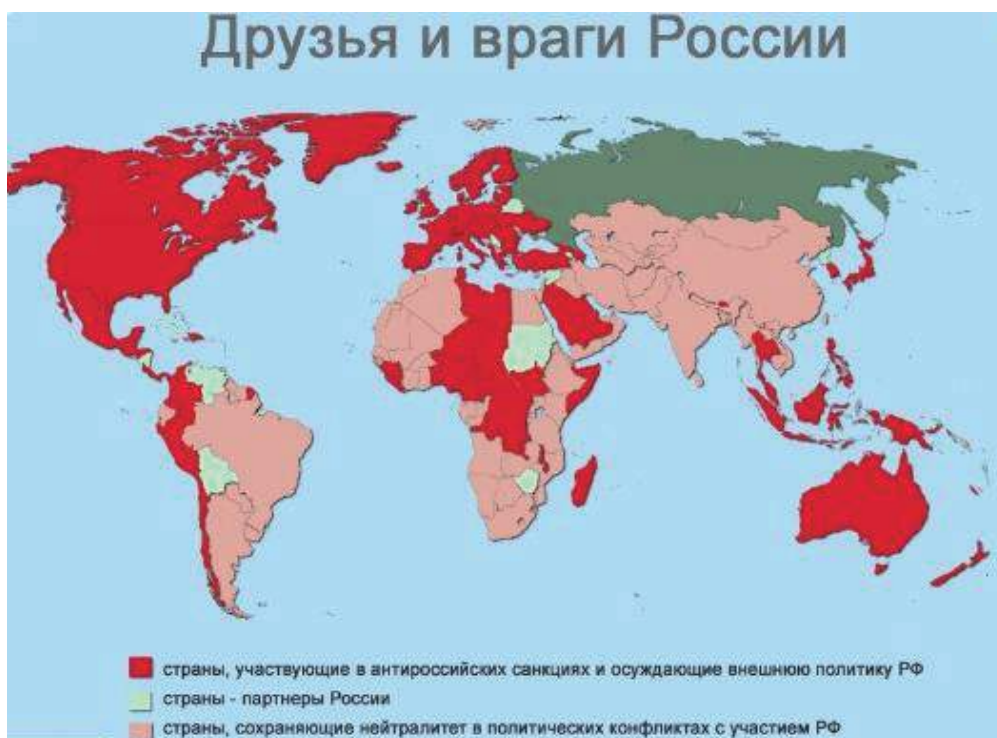 Друзья и враги России
страны, участвующие в антироссийских санкциях и осуждающие внешнюю политику РФ
страны - партнеры России
страны, сохраняющие нейтралитет в политических конфликтах с участием РФ